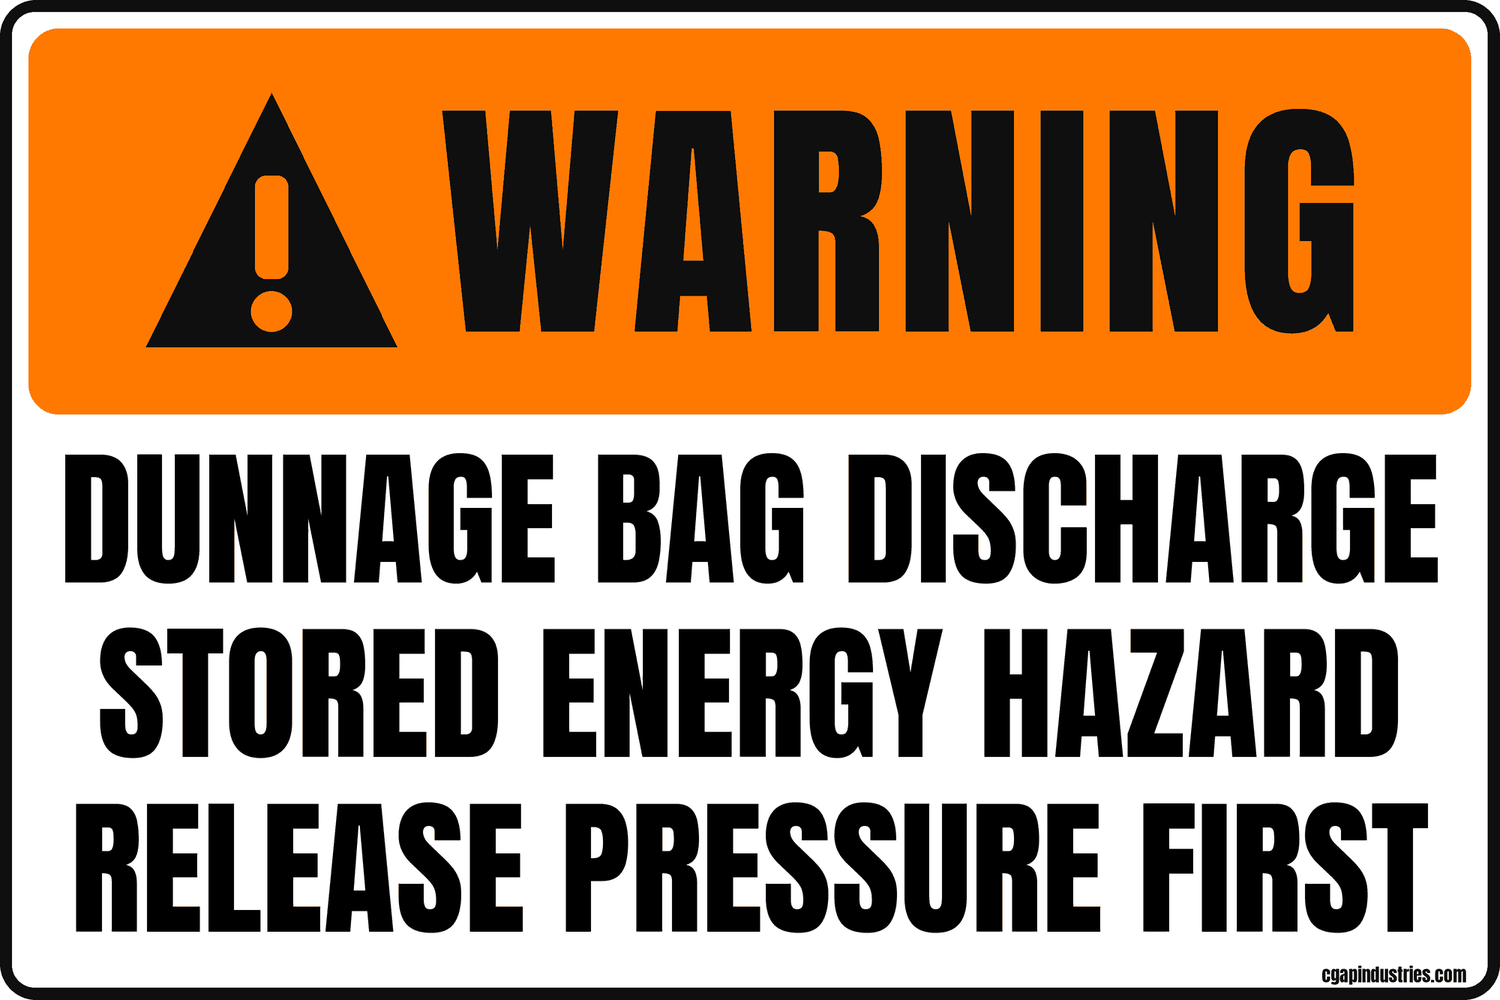 WARNING
DUNNAGE BAG DISCHARGE
STORED ENERGY HAZARD
RELEASE PRESSURE FIRST
cgapindustries.com